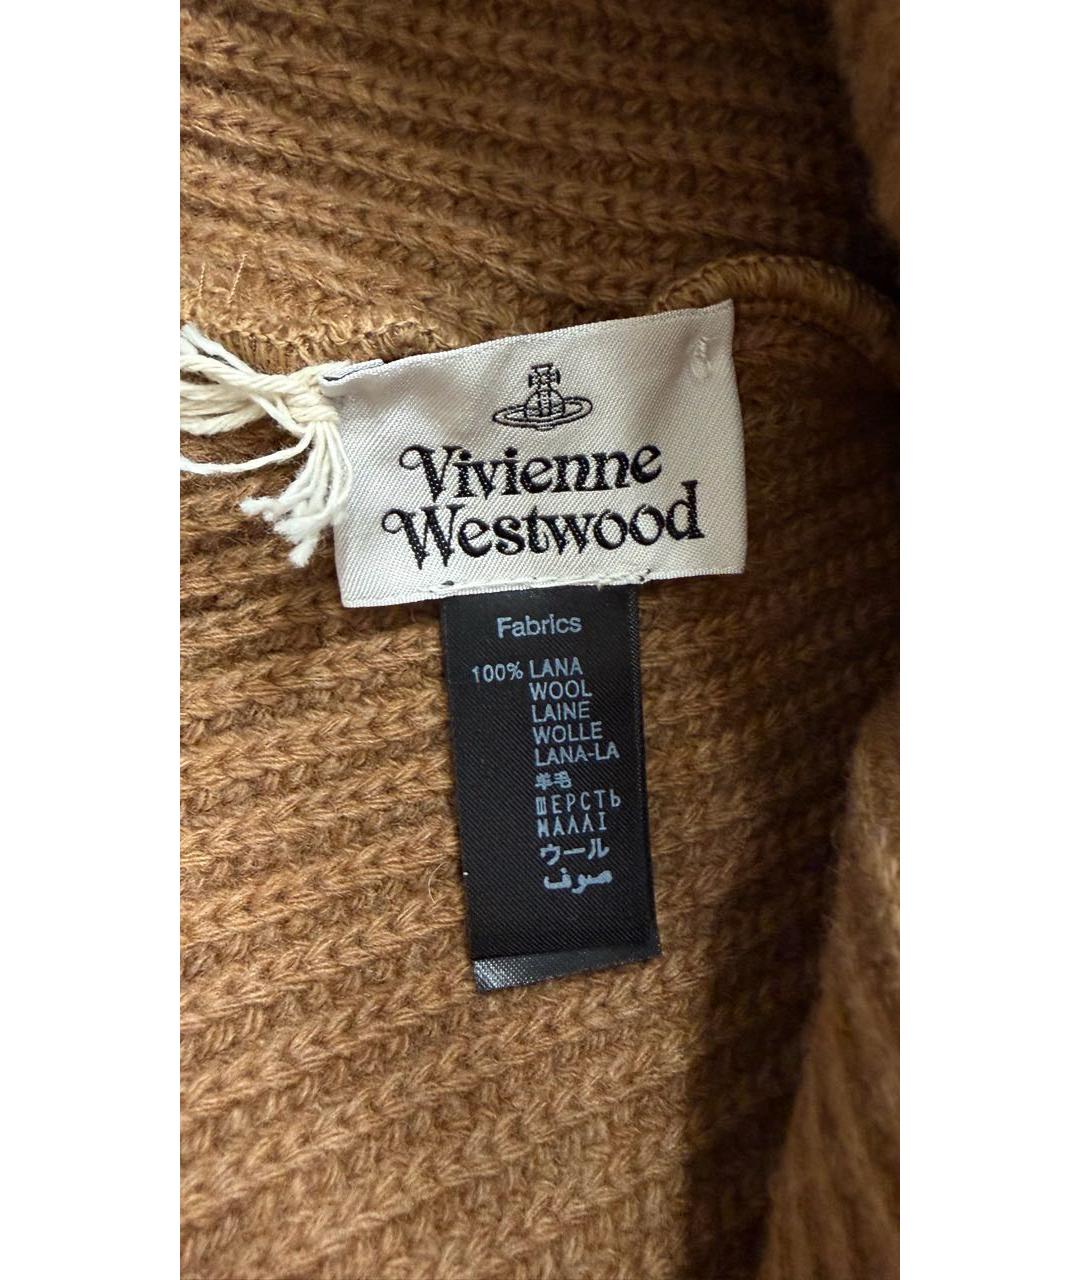 Vivienne
Westwood
Fabrics
100% LANA
WOOL
LAINE
WOLLE
LANA-LA
羊毛
ШЕРСТЬ
ΜΑΛΛΙ
ウール
صوف